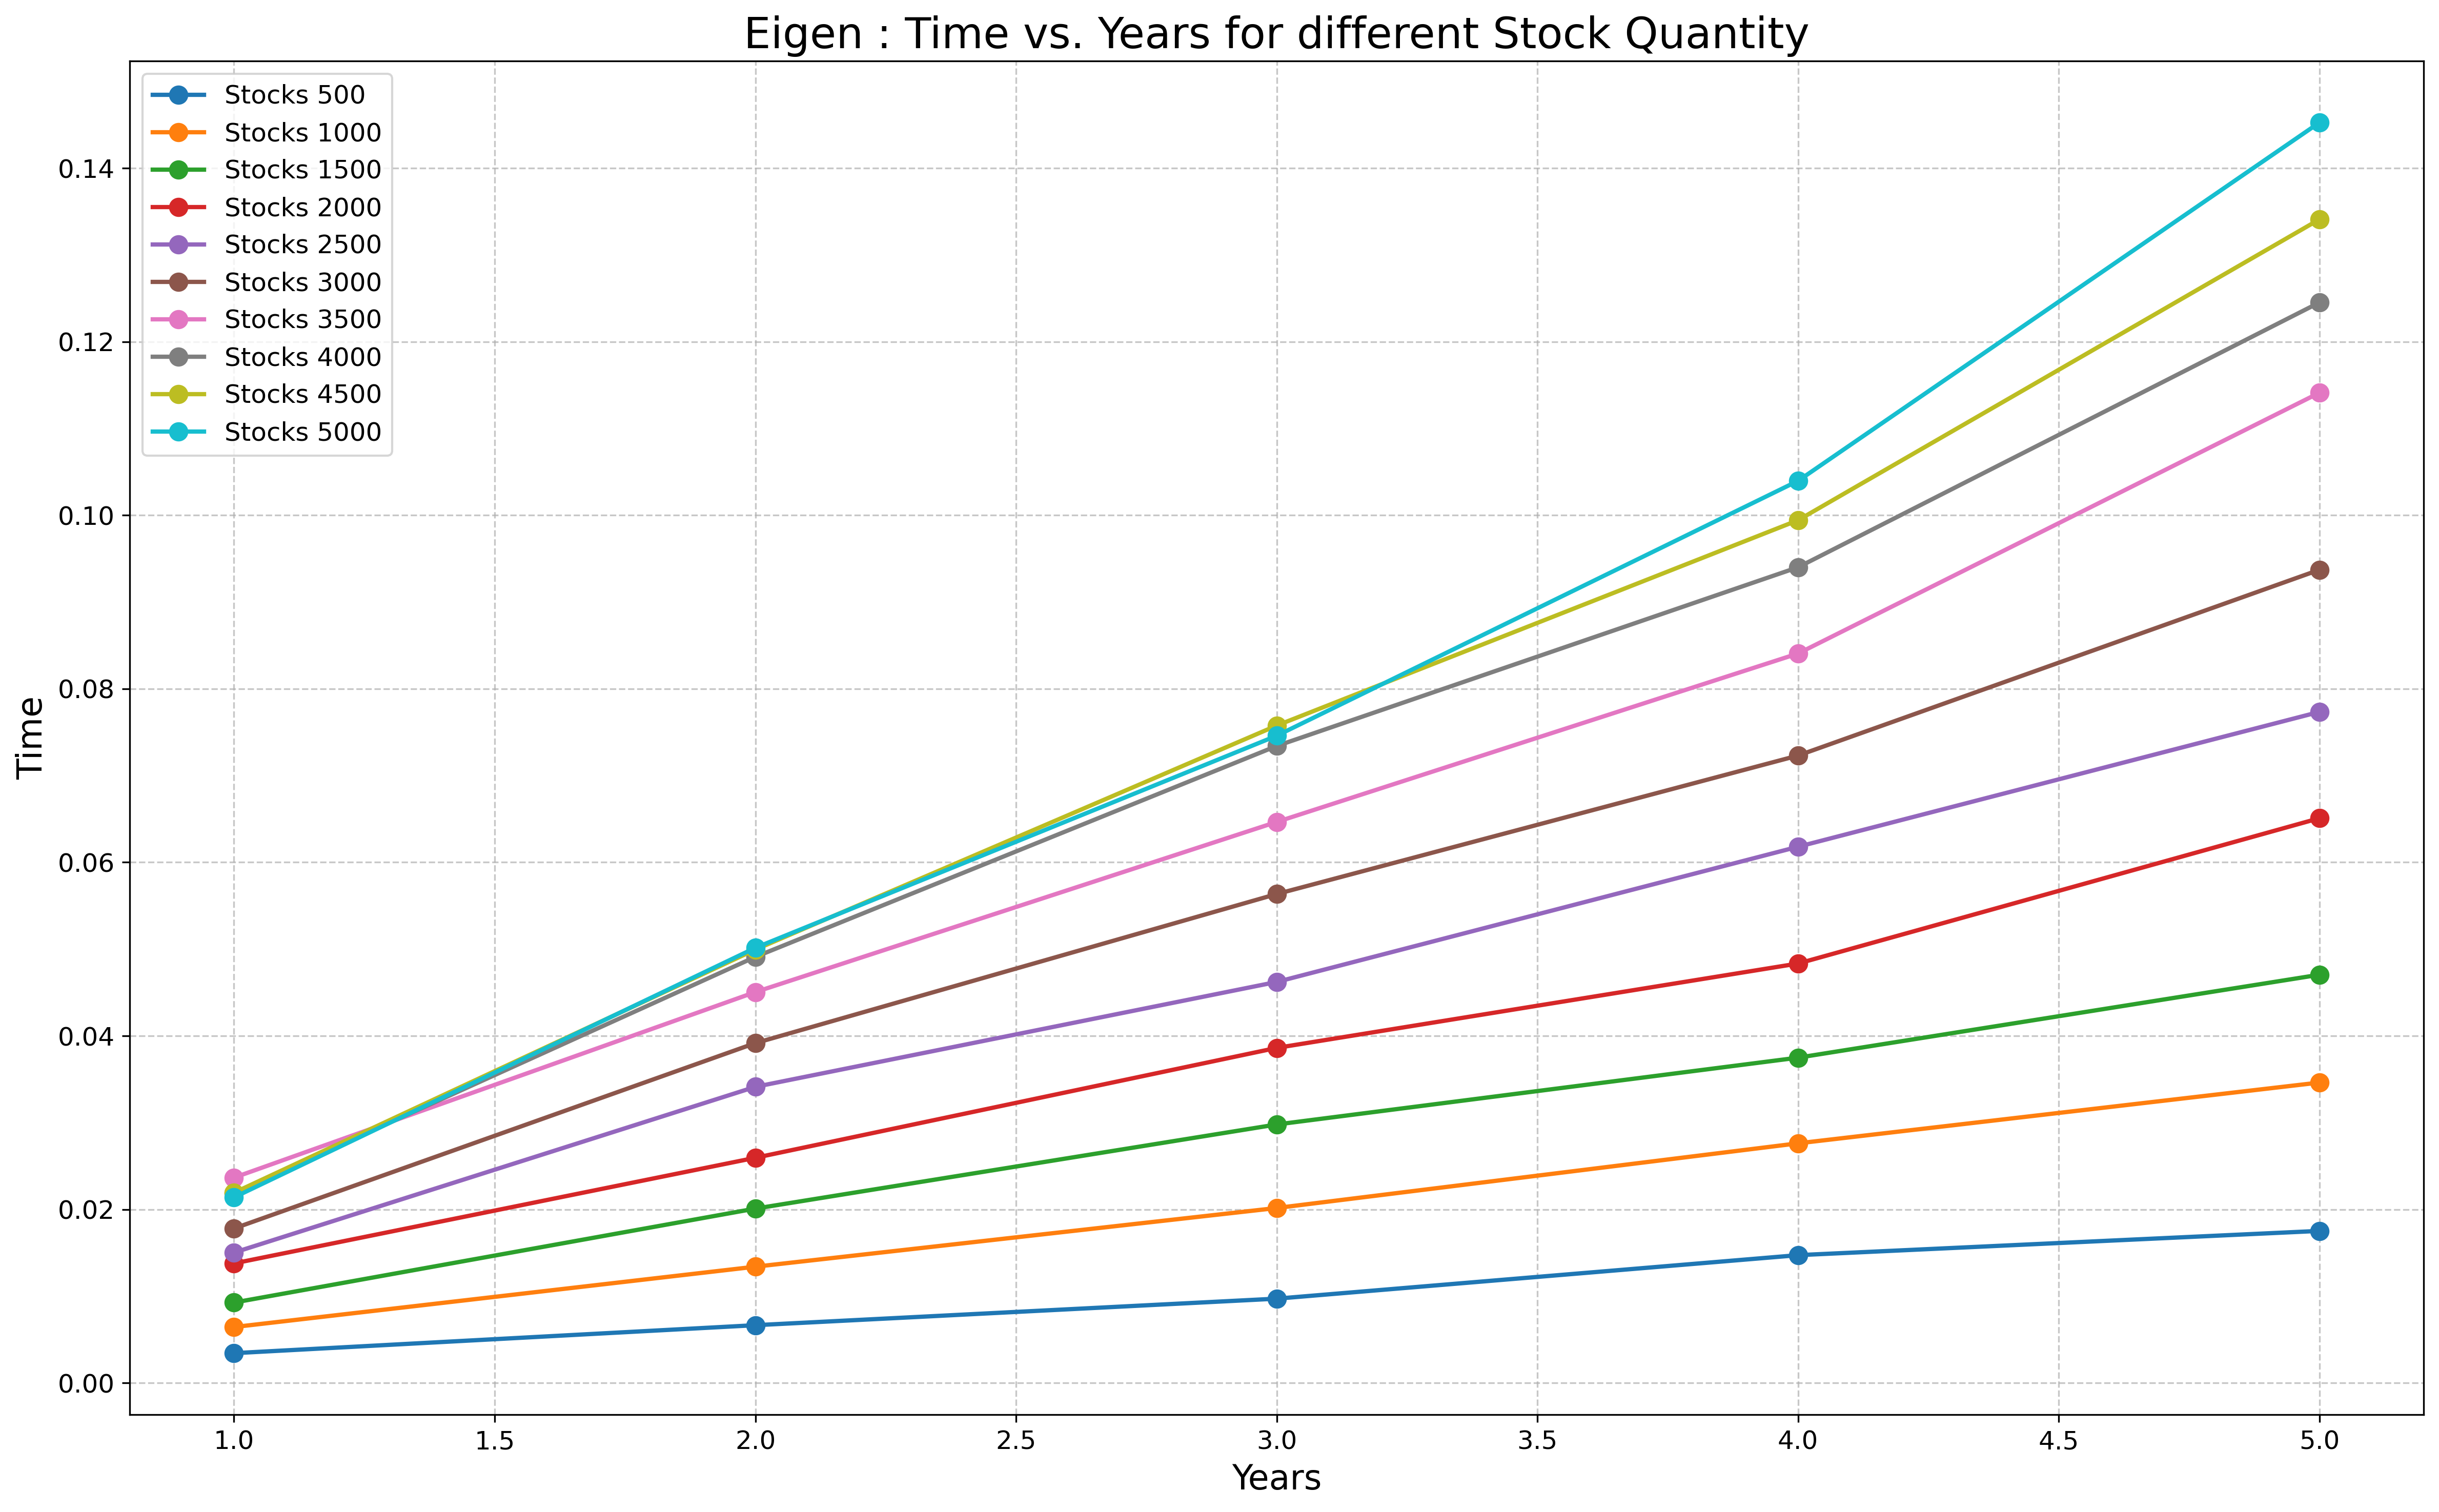 Eigen : Time vs. Years for different Stock Quantity
Stocks 500
Stocks 1000
Stocks 1500
Stocks 2000
Stocks 2500
Stocks 3000
Stocks 3500
Stocks 4000
Stocks 4500
Stocks 5000
0.14
0.12
0.10
0.08
0.06
0.04
0.02
0.00
Time
1.0 1.5 2.0 2.5 3.0 3.5 4.0 4.5 5.0
Years